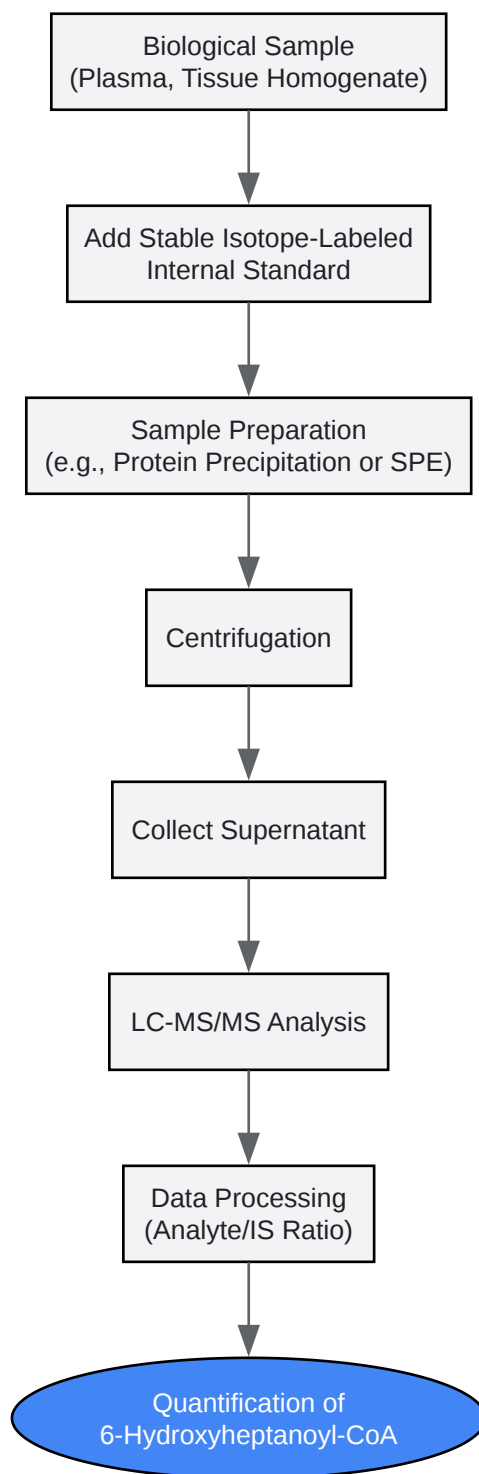 Biological Sample
(Plasma, Tissue Homogenate)
Add Stable Isotope-Labeled
Internal Standard
Sample Preparation
(e.g., Protein Precipitation or SPE)
Centrifugation
Collect Supernatant
LC-MS/MS Analysis
Data Processing
(Analyte/IS Ratio)
Quantification of
6-Hydroxyheptanoyl-CoA